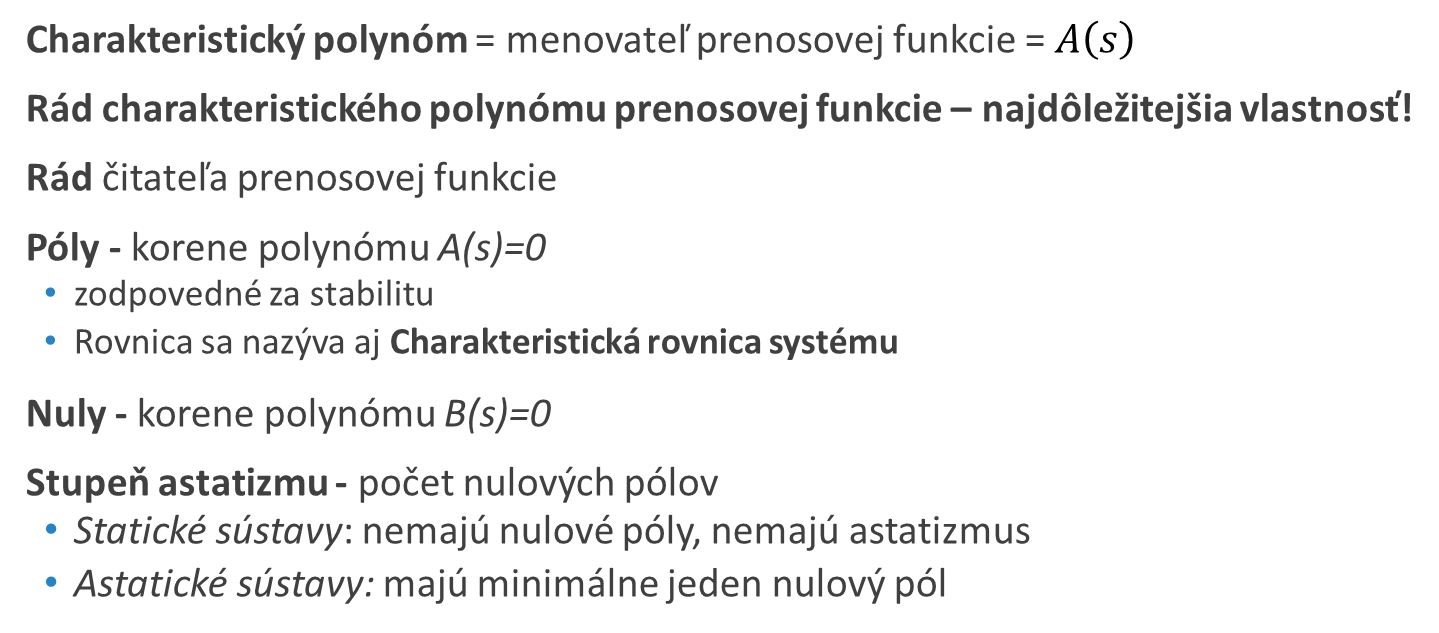 Charakteristický polynóm = menovateľ prenosovej funkcie = A(s)
Rád charakteristického polynómu prenosovej funkcie – najdôležitejšia vlastnosť!
Rád čitateľa prenosovej funkcie
Póly - korene polynómu A(s)=0
• zodpovedné za stabilitu
• Rovnica sa nazýva aj Charakteristická rovnica systému
Nuly - korene polynómu B(s)=0
Stupeň astatizmu - počet nulových pólov
• Statické sústavy: nemajú nulové póly, nemajú astatizmus
• Astatické sústavy: majú minimálne jeden nulový pól